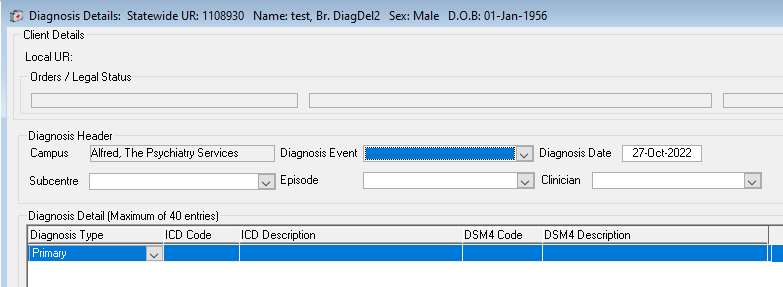 Diagnosis Details: Statewide UR: 1108930 Name: test, Br. DiagDel2 Sex: Male D.O.B: 01-Jan-1956
Client Details
Local UR:
Orders / Legal Status
Diagnosis Header
Campus Alfred, The Psychiatry Services Diagnosis Event Diagnosis Date 27-Oct-2022
Subcentre Episode Clinician
Diagnosis Detail (Maximum of 40 entries)
Diagnosis Type ICD Code ICD Description DSM4 Code DSM4 Description
Primary